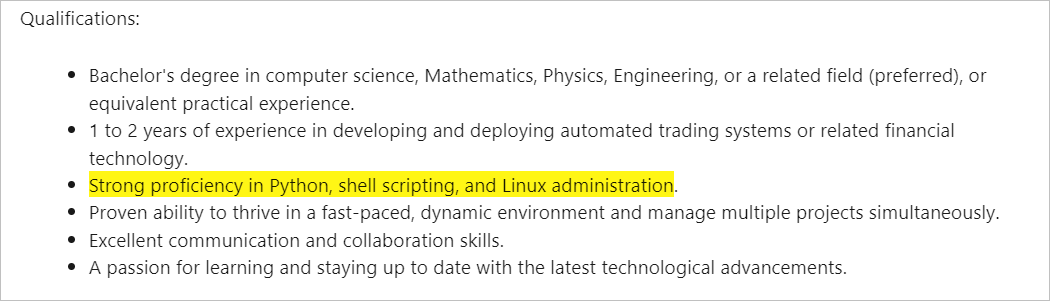 Qualifications:
• Bachelor's degree in computer science, Mathematics, Physics, Engineering, or a related field (preferred), or
equivalent practical experience.
• 1 to 2 years of experience in developing and deploying automated trading systems or related financial
technology.
• Strong proficiency in Python, shell scripting, and Linux administration.
• Proven ability to thrive in a fast-paced, dynamic environment and manage multiple projects simultaneously.
• Excellent communication and collaboration skills.
• A passion for learning and staying up to date with the latest technological advancements.